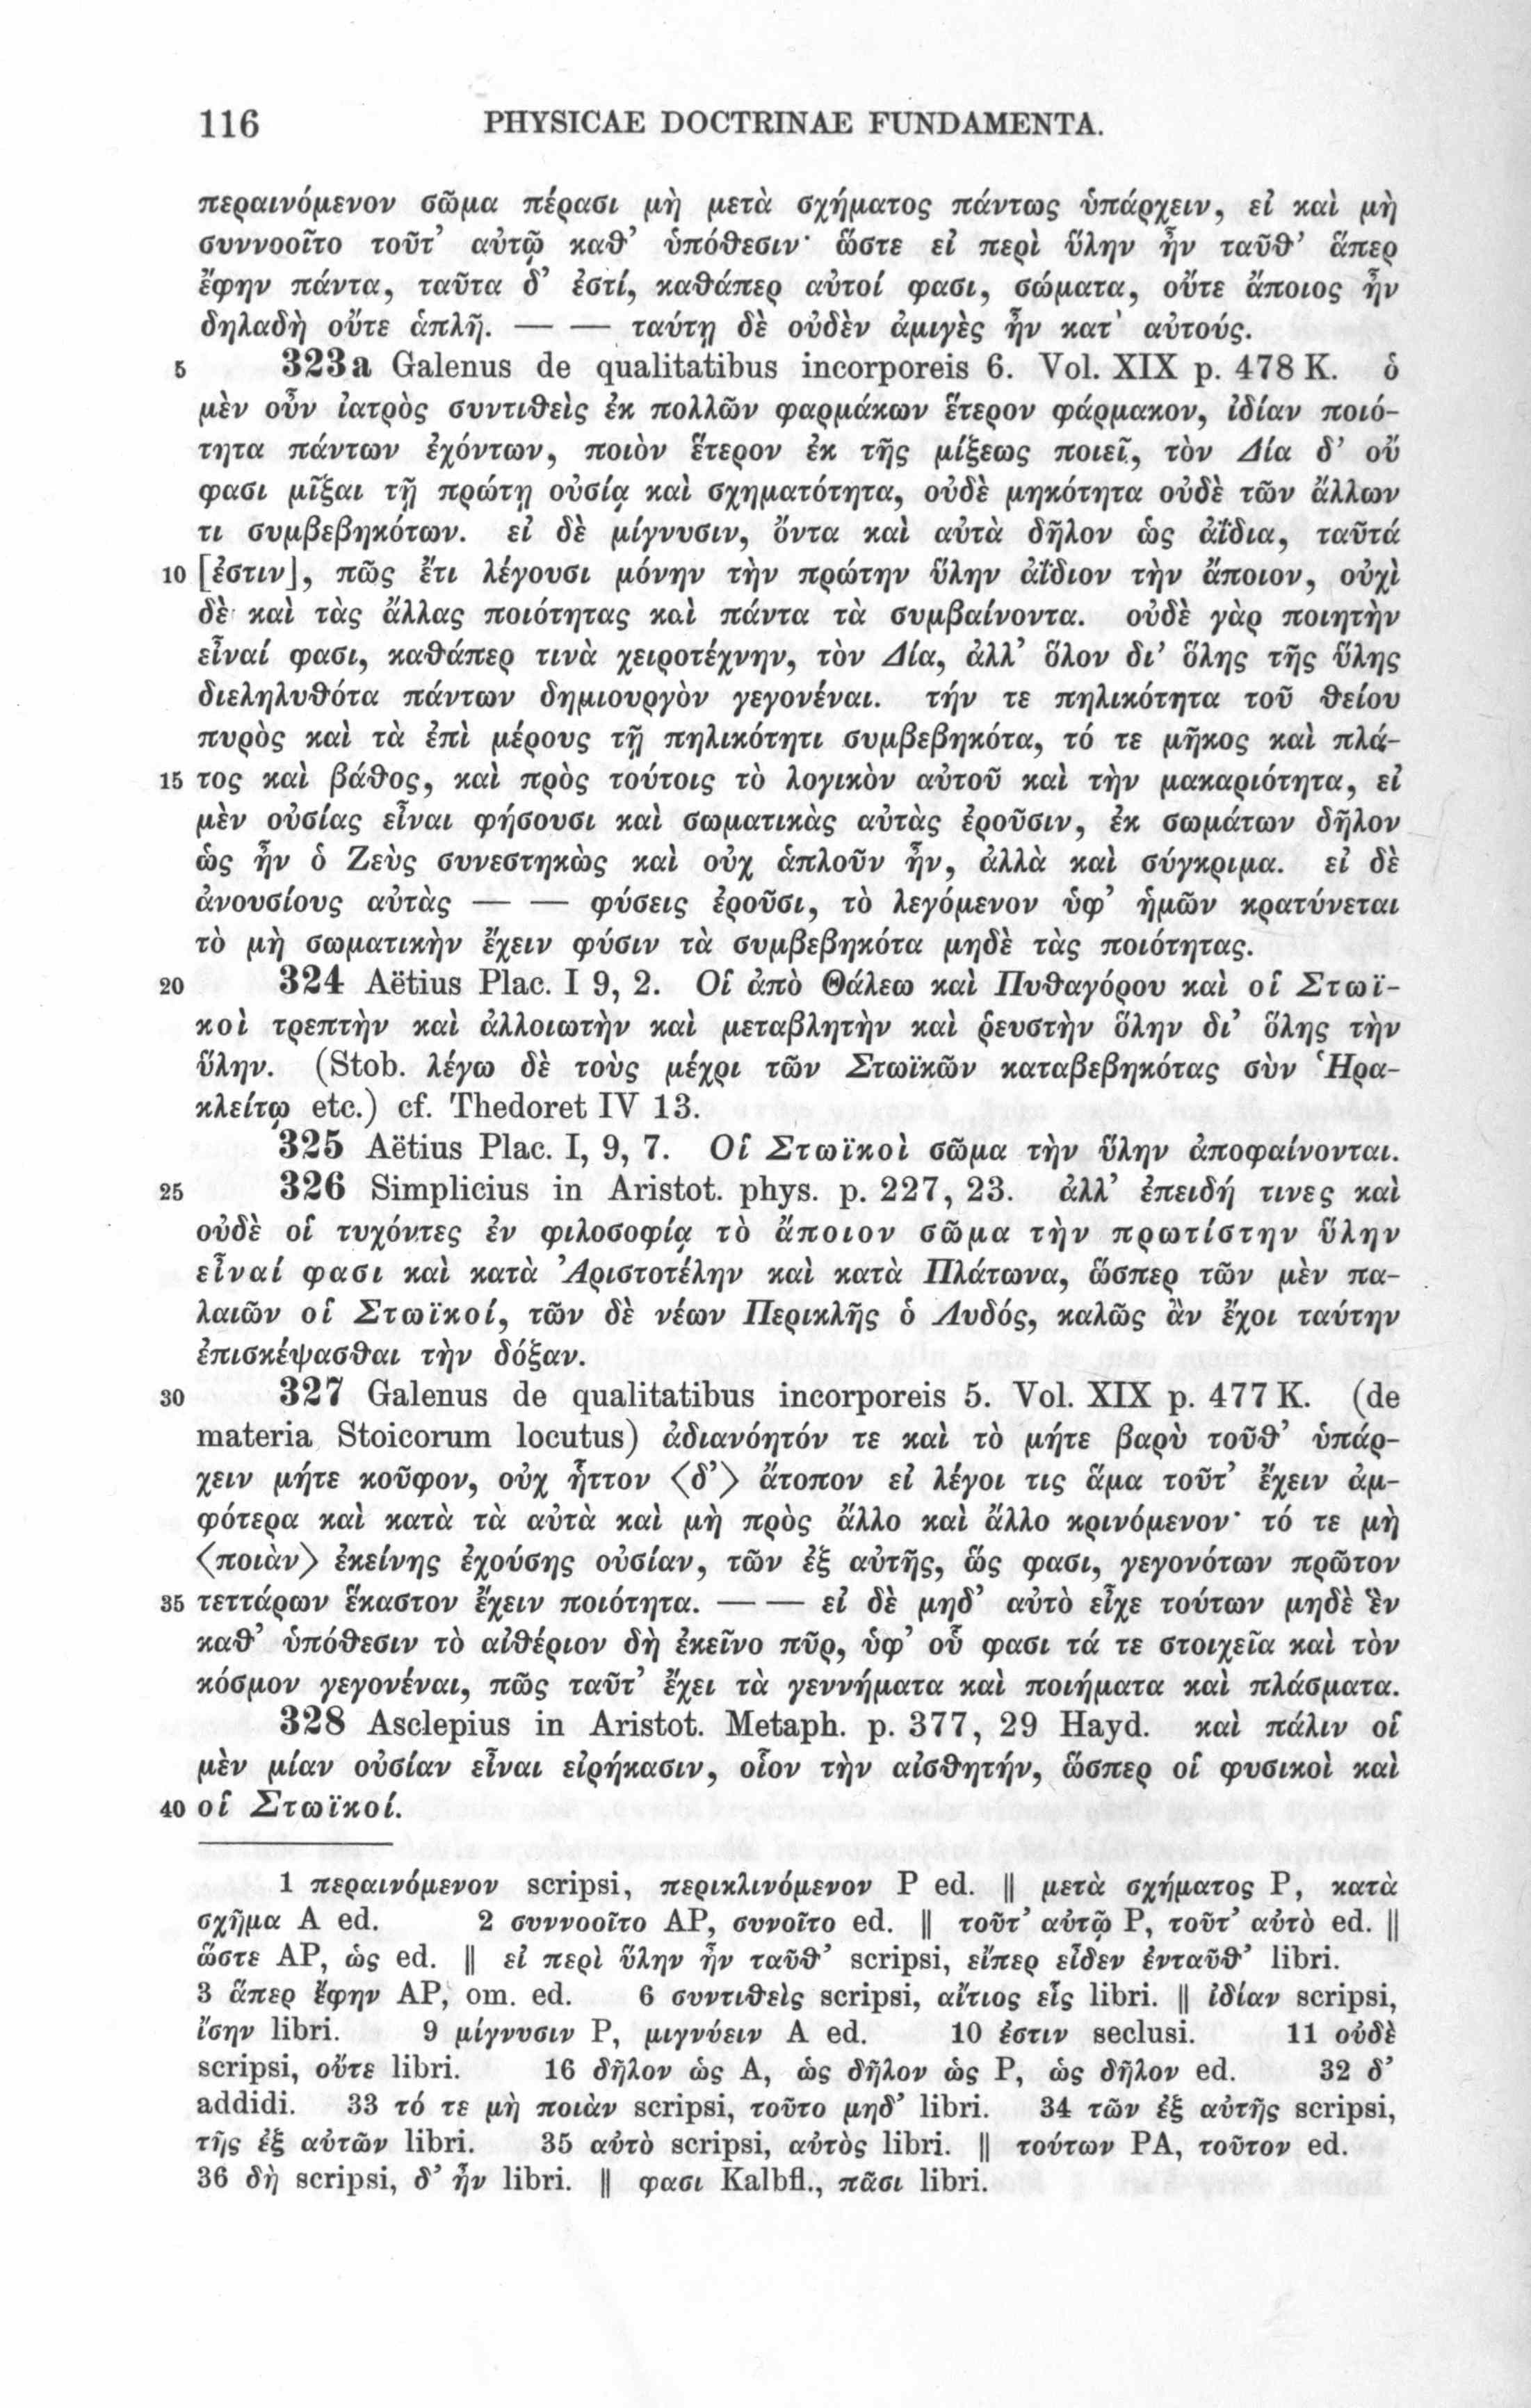 116 PHYSICAE DOCTRINAE FUNDAMENTA.
περαινόμενον σῶμα πέρασι μὴ μετὰ σχήματος πάντως ὑπάρχειν, εἰ καὶ μὴ
συννοοῖτο τοῦτ’ αὐτῷ καθ’ ὑπόθεσιν· ὥστε εἰ περὶ ὕλην ἦν ταῦθ’ ἅπερ
ἔφην πάντα, ταῦτα δ’ ἐστί, καθάπερ αὐτοί φασι, σώματα, οὔτε ἄποιος ἦν
δηλαδὴ οὔτε ἁπλῆ. — — ταύτῃ δὲ οὐδὲν ἀμιγὲς ἦν κατ’ αὐτούς.
5 323a Galenus de qualitatibus incorporeis 6. Vol. XIX p. 478 K. ὁ
μὲν οὖν ἰατρὸς συντιθεὶς ἐκ πολλῶν φαρμάκων ἕτερον φάρμακον, ἰδίαν ποιό-
τητα πάντων ἐχόντων, ποιὸν ἕτερον ἐκ τῆς μίξεως ποιεῖ, τὸν Δία δ’ οὔ
φασι μῖξαι τῇ πρώτῃ οὐσίᾳ καὶ σχηματότητα, οὐδὲ μηκότητα οὐδὲ τῶν ἄλλων
τι συμβεβηκότων. εἰ δὲ μίγνυσιν, ὄντα καὶ αὐτὰ δῆλον ὡς ἀΐδια, ταῦτά
10 [ἐστιν], πῶς ἔτι λέγουσι μόνην τὴν πρώτην ὕλην ἀΐδιον τὴν ἄποιον, οὐχὶ
δὲ καὶ τὰς ἄλλας ποιότητας καὶ πάντα τὰ συμβαίνοντα. οὐδὲ γὰρ ποιητὴν
εἶναί φασι, καθάπερ τινὰ χειροτέχνην, τὸν Δία, ἀλλ’ ὅλον δι’ ὅλης τῆς ὕλης
διεληλυθότα πάντων δημιουργὸν γεγονέναι. τήν τε πηλικότητα τοῦ θείου
πυρὸς καὶ τὰ ἐπὶ μέρους τῇ πηλικότητι συμβεβηκότα, τό τε μῆκος καὶ πλά-
15 τος καὶ βάθος, καὶ πρὸς τούτοις τὸ λογικὸν αὐτοῦ καὶ τὴν μακαριότητα, εἰ
μὲν οὐσίας εἶναι φήσουσι καὶ σωματικὰς αὐτὰς ἐροῦσιν, ἐκ σωμάτων δῆλον
ὡς ἦν ὁ Ζεὺς συνεστηκὼς καὶ οὐχ ἁπλοῦν ἦν, ἀλλὰ καὶ σύγκριμα. εἰ δὲ
ἀνουσίους αὐτὰς — — φύσεις ἐροῦσι, τὸ λεγόμενον ὑφ’ ἡμῶν κρατύνεται
τὸ μὴ σωματικὴν ἔχειν φύσιν τὰ συμβεβηκότα μηδὲ τὰς ποιότητας.
20 324 Aëtius Plac. I 9, 2. Οἱ ἀπὸ Θάλεω καὶ Πυθαγόρου καὶ οἱ Στωϊ-
κοὶ τρεπτὴν καὶ ἀλλοιωτὴν καὶ μεταβλητὴν καὶ ῥευστὴν ὅλην δι’ ὅλης τὴν
ὕλην. (Stob. λέγω δὲ τοὺς μέχρι τῶν Στωϊκῶν καταβεβηκότας σὺν Ἡρα-
κλείτῳ etc.) cf. Thedoret IV 13.
325 Aëtius Plac. I, 9, 7. Οἱ Στωϊκοὶ σῶμα τὴν ὕλην ἀποφαίνονται.
25 326 Simplicius in Aristot. phys. p. 227, 23. ἀλλ’ ἐπειδή τινες καὶ
οὐδὲ οἱ τυχόντες ἐν φιλοσοφίᾳ τὸ ἄποιον σῶμα τὴν πρωτίστην ὕλην
εἶναί φασι καὶ κατὰ Ἀριστοτέλην καὶ κατὰ Πλάτωνα, ὥσπερ τῶν μὲν πα-
λαιῶν οἱ Στωϊκοί, τῶν δὲ νέων Περικλῆς ὁ Λυδός, καλῶς ἂν ἔχοι ταύτην
ἐπισκέψασθαι τὴν δόξαν.
30 327 Galenus de qualitatibus incorporeis 5. Vol. XIX p. 477 K. (de
materia Stoicorum locutus) ἀδιανόητόν τε καὶ τὸ μήτε βαρὺ τοῦθ’ ὑπάρ-
χειν μήτε κοῦφον, οὐχ ἧττον ⟨δ’⟩ ἄτοπον εἰ λέγοι τις ἅμα τοῦτ’ ἔχειν ἀμ-
φότερα καὶ κατὰ τὰ αὐτὰ καὶ μὴ πρὸς ἄλλο καὶ ἄλλο κρινόμενον· τό τε μὴ
⟨ποιὰν⟩ ἐκείνης ἐχούσης οὐσίαν, τῶν ἐξ αὐτῆς, ὥς φασι, γεγονότων πρῶτον
35 τεττάρων ἕκαστον ἔχειν ποιότητα. — — εἰ δὲ μηδ’ αὐτὸ εἶχε τούτων μηδὲ ἓν
καθ’ ὑπόθεσιν τὸ αἰθέριον δὴ ἐκεῖνο πῦρ, ὑφ’ οὗ φασι τά τε στοιχεῖα καὶ τὸν
κόσμον γεγονέναι, πῶς ταῦτ’ ἔχει τὰ γεννήματα καὶ ποιήματα καὶ πλάσματα.
328 Asclepius in Aristot. Metaph. p. 377, 29 Hayd. καὶ πάλιν οἱ
μὲν μίαν οὐσίαν εἶναι εἰρήκασιν, οἷον τὴν αἰσθητήν, ὥσπερ οἱ φυσικοὶ καὶ
40 οἱ Στωϊκοί.
1 περαινόμενον scripsi, περικλινόμενον P ed. || μετὰ σχήματος P, κατὰ
σχῆμα A ed. 2 συννοοῖτο AP, συνοῖτο ed. || τοῦτ’ αὐτῷ P, τοῦτ’ αὐτὸ ed. ||
ὥστε AP, ὡς ed. || εἰ περὶ ὕλην ἦν ταῦθ’ scripsi, εἴπερ εἶδεν ἐνταῦθ’ libri.
3 ἅπερ ἔφην AP, om. ed. 6 συντιθεὶς scripsi, αἴτιος εἷς libri. || ἰδίαν scripsi,
ἴσην libri. 9 μίγνυσιν P, μιγνύειν A ed. 10 ἐστιν seclusi. 11 οὐδὲ
scripsi, οὔτε libri. 16 δῆλον ὡς A, ὡς δῆλον ὡς P, ὡς δῆλον ed. 32 δ’
addidi. 33 τό τε μὴ ποιὰν scripsi, τοῦτο μηδ’ libri. 34 τῶν ἐξ αὐτῆς scripsi,
τῆς ἐξ αὐτῶν libri. 35 αὐτὸ scripsi, αὐτὸς libri. || τούτων PA, τοῦτον ed.
36 δὴ scripsi, δ’ ἦν libri. || φασι Kalbfl., πᾶσι libri.